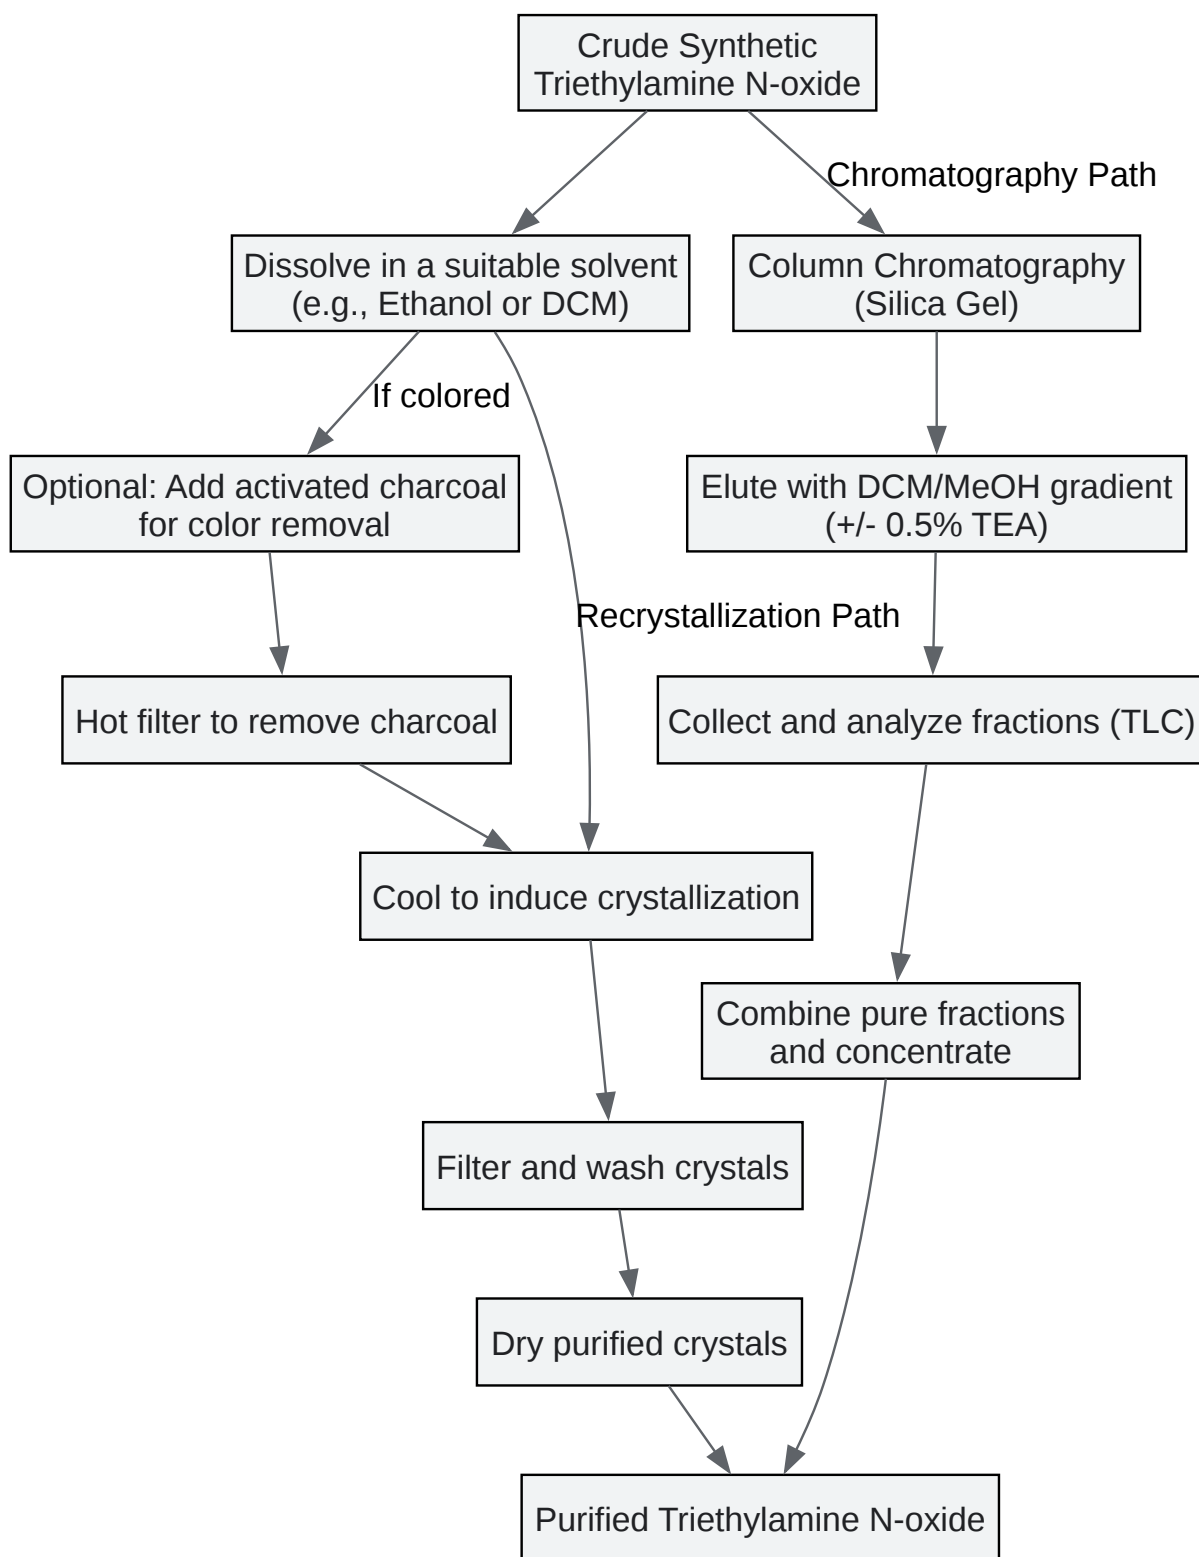 Crude Synthetic
Triethylamine N-oxide
Chromatography Path
Dissolve in a suitable solvent
(e.g., Ethanol or DCM)
Column Chromatography
(Silica Gel)
If colored
Optional: Add activated charcoal
for color removal
Elute with DCM/MeOH gradient
(+/- 0.5% TEA)
Recrystallization Path
Hot filter to remove charcoal
Collect and analyze fractions (TLC)
Cool to induce crystallization
Combine pure fractions
and concentrate
Filter and wash crystals
Dry purified crystals
Purified Triethylamine N-oxide